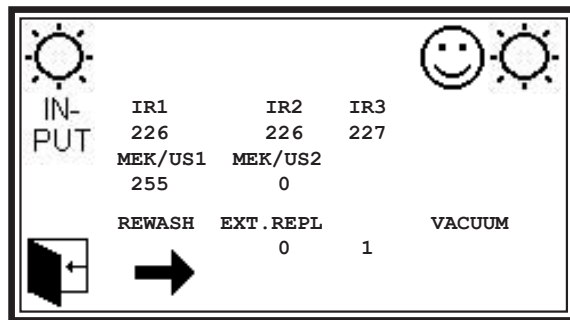 IN-
PUT
IR1 IR2 IR3
226 226 227
MEK/US1 MEK/US2
255 0
REWASH EXT.REPL VACUUM
0 1